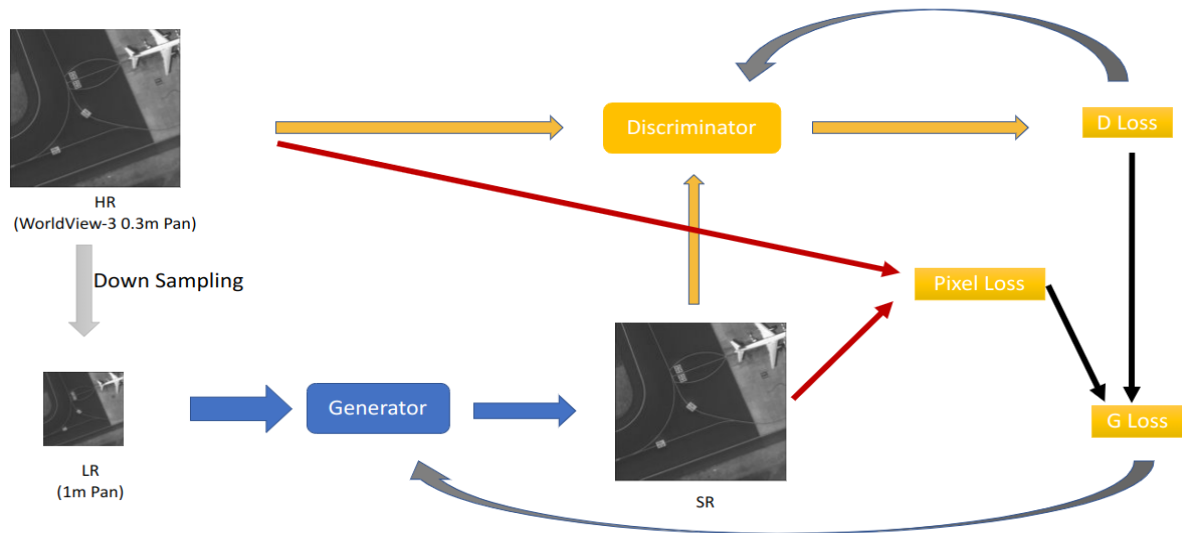 HR
(WorldView-3 0.3m Pan)
Down Sampling
LR
(1m Pan)
Generator
SR
Discriminator
D Loss
Pixel Loss
G Loss